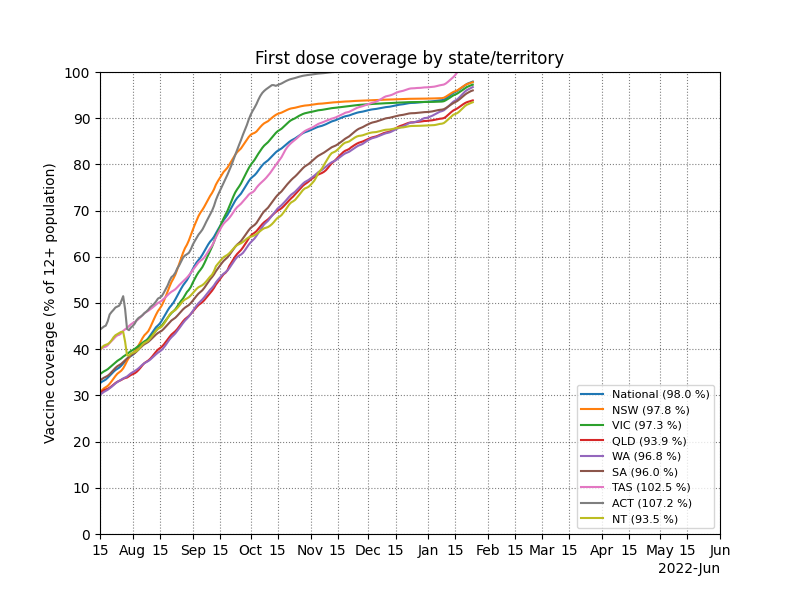 First dose coverage by state/territory
Vaccine coverage (% of 12+ population)
100
90
80
70
60
50
40
30
20
10
0
National (98.0 %)
NSW (97.8 %)
VIC (97.3 %)
QLD (93.9 %)
WA (96.8 %)
SA (96.0 %)
TAS (102.5 %)
ACT (107.2 %)
NT (93.5 %)
15 Aug 15 Sep 15 Oct 15 Nov 15 Dec 15 Jan 15 Feb 15 Mar 15 Apr 15 May 15 Jun
2022-Jun